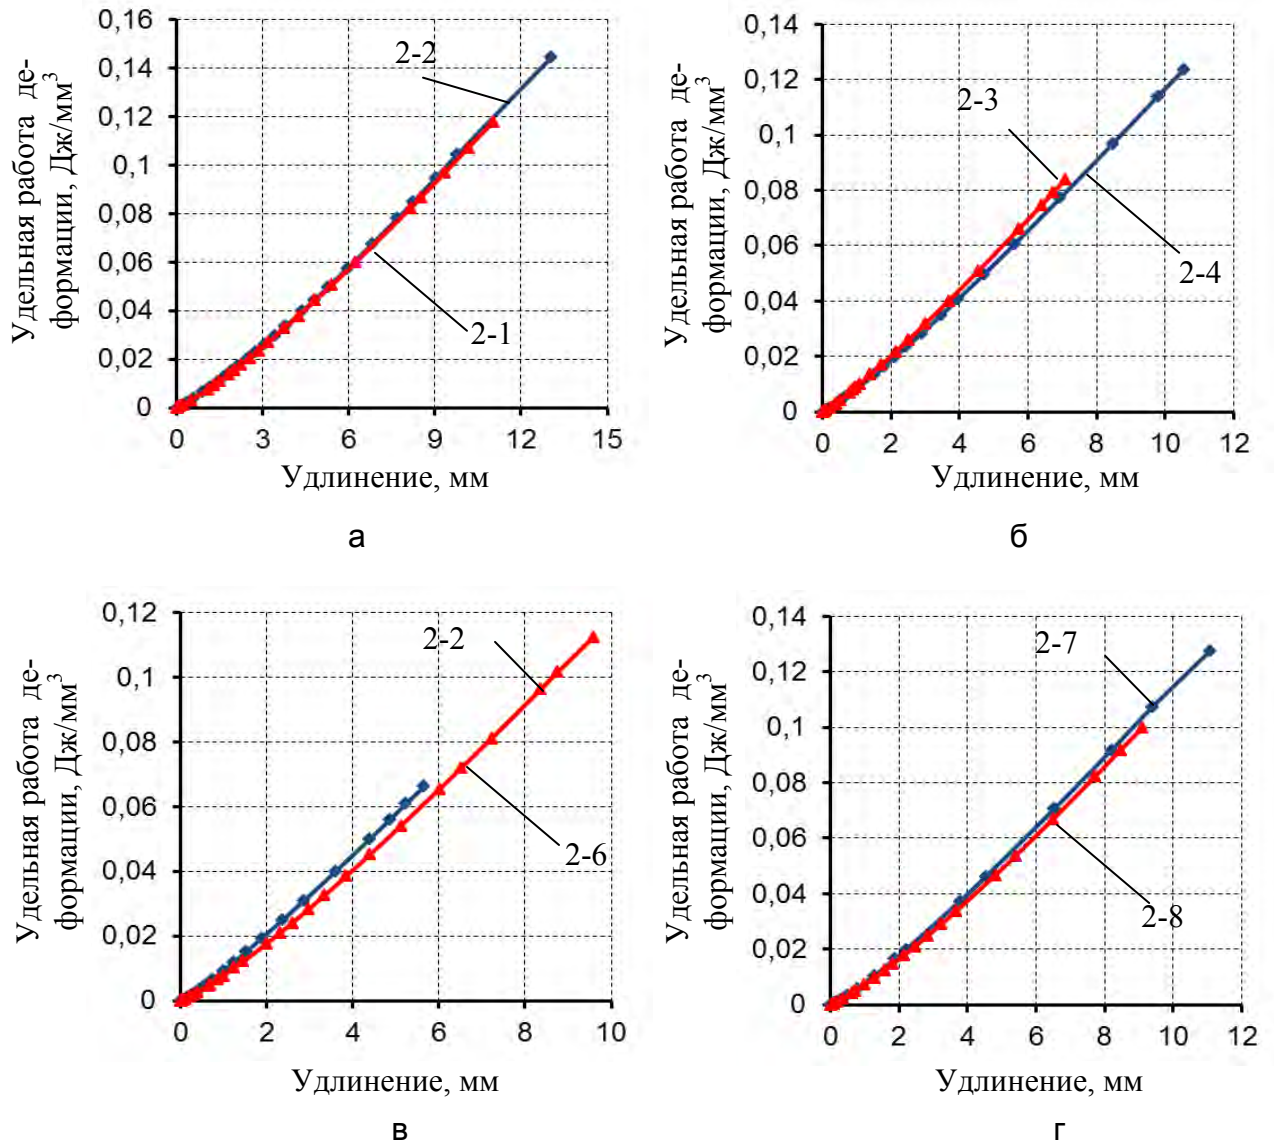 Удельная работа де-
формации, Дж/мм³
0,16
0,14
0,12
0,1
0,08
0,06
0,04
0,02
0
2-2
2-1
0 3 6 9 12 15
Удлинение, мм
а
Удельная работа де-
формации, Дж/мм³
0,14
0,12
0,1
0,08
0,06
0,04
0,02
0
2-3
2-4
0 2 4 6 8 10 12
Удлинение, мм
б
Удельная работа де-
формации, Дж/мм³
0,12
0,1
0,08
0,06
0,04
0,02
0
2-2
2-6
0 2 4 6 8 10
Удлинение, мм
в
Удельная работа де-
формации, Дж/мм³
0,14
0,12
0,1
0,08
0,06
0,04
0,02
0
2-7
2-8
0 2 4 6 8 10 12
Удлинение, мм
г